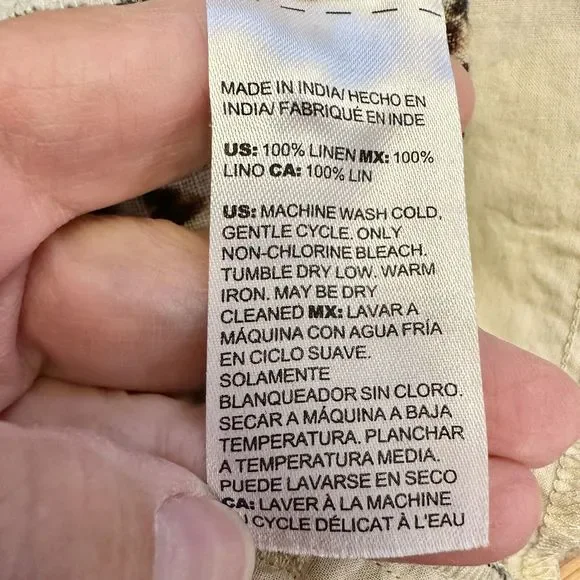 MADE IN INDIA/ HECHO EN
INDIA/ FABRIQUÉ EN INDE
US: 100% LINEN MX: 100%
LINO CA: 100% LIN
US: MACHINE WASH COLD,
GENTLE CYCLE. ONLY
NON-CHLORINE BLEACH.
TUMBLE DRY LOW. WARM
IRON. MAY BE DRY
CLEANED MX: LAVAR A
MÁQUINA CON AGUA FRÍA
EN CICLO SUAVE.
SOLAMENTE
BLANQUEADOR SIN CLORO.
SECAR A MÁQUINA A BAJA
TEMPERATURA. PLANCHAR
A TEMPERATURA MEDIA.
PUEDE LAVARSE EN SECO
CA: LAVER À LA MACHINE
CYCLE DÉLICAT À L'EAU